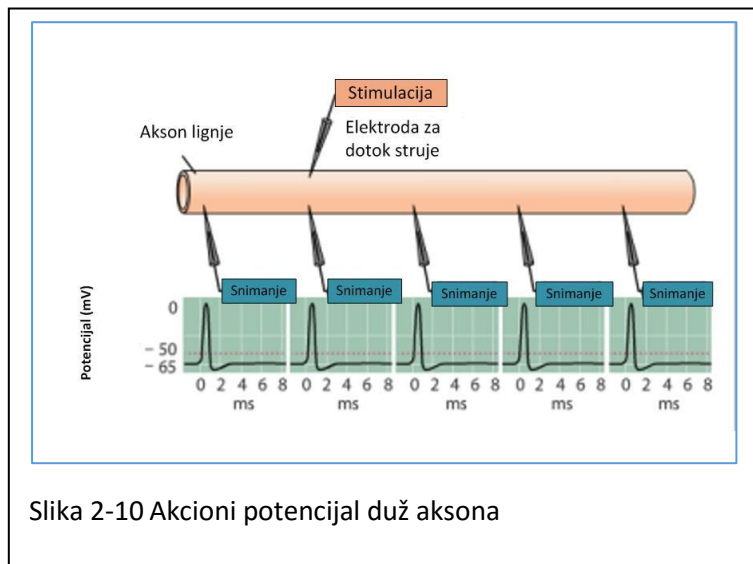 Stimulacija
Akson lignje
Elektroda za
dotok struje
Snimanje Snimanje Snimanje Snimanje Snimanje
Potencijal (mV)
0
– 50
– 65
0 2 4 6 8 0 2 4 6 8 0 2 4 6 8 0 2 4 6 8 0 2 4 6 8
ms ms ms ms ms
Slika 2-10 Akcioni potencijal duž aksona